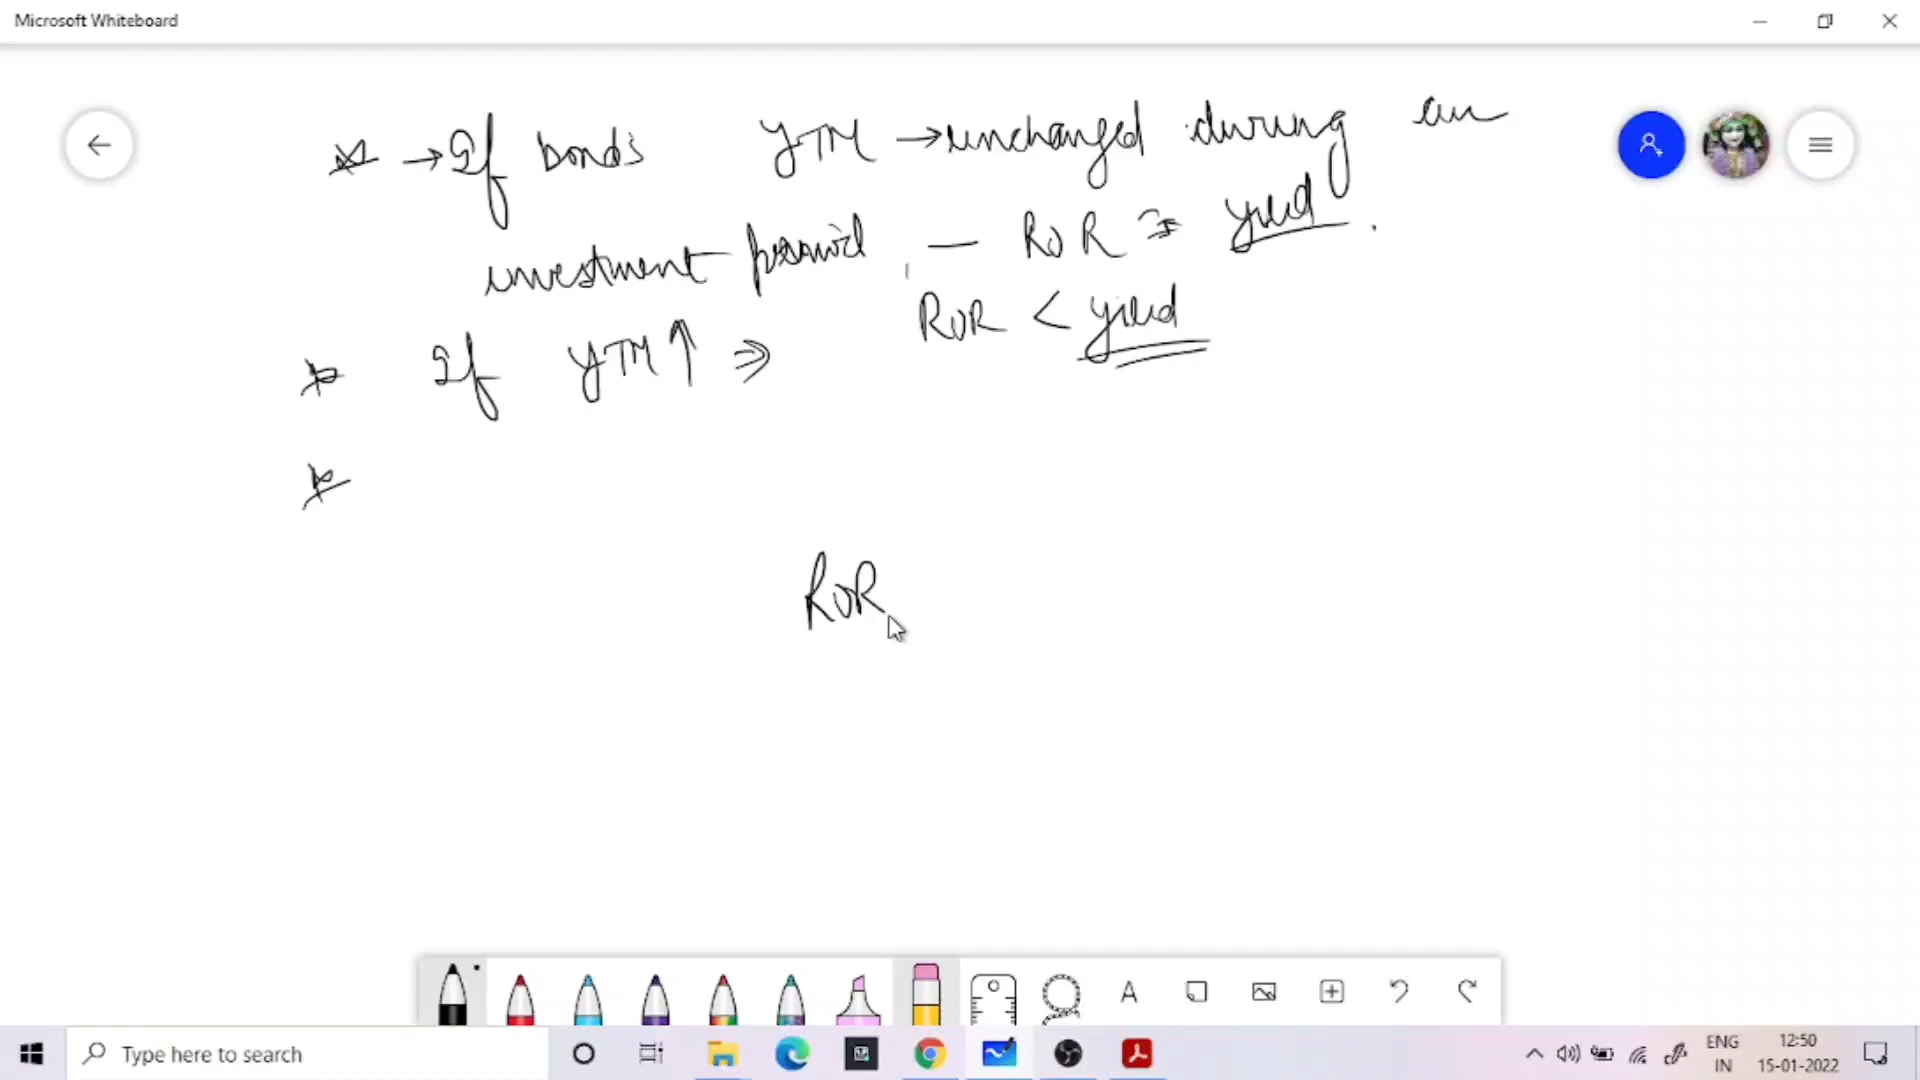 Microsoft Whiteboard
→ If bond's YTM → unchanged during an
investment period, — ROR = yield.
If YTM ↑ ⇒ ROR < yield
ROR
A
Type here to search
ENG
IN
12:50
15-01-2022